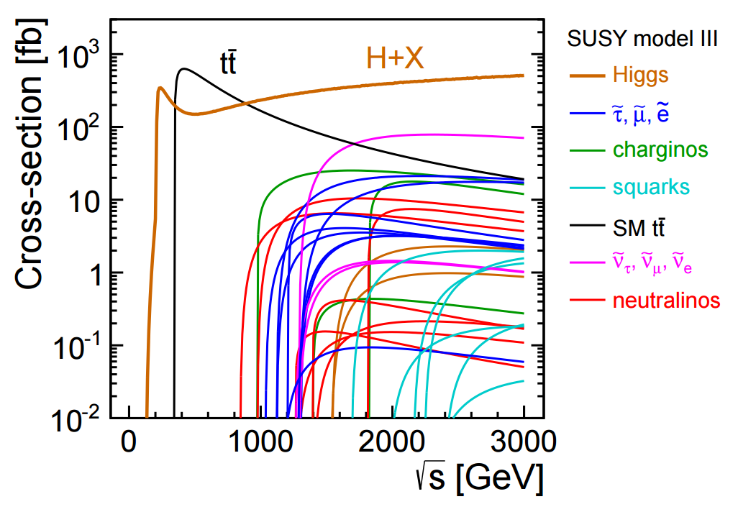 Cross-section [fb]
10³
10²
10
1
10⁻¹
10⁻²
0
1000
2000
3000
√s [GeV]
tt̄
H+X
SUSY model III
Higgs
τ̃, μ̃, ẽ
charginos
squarks
SM tt̄
ν̃τ, ν̃μ, ν̃e
neutralinos